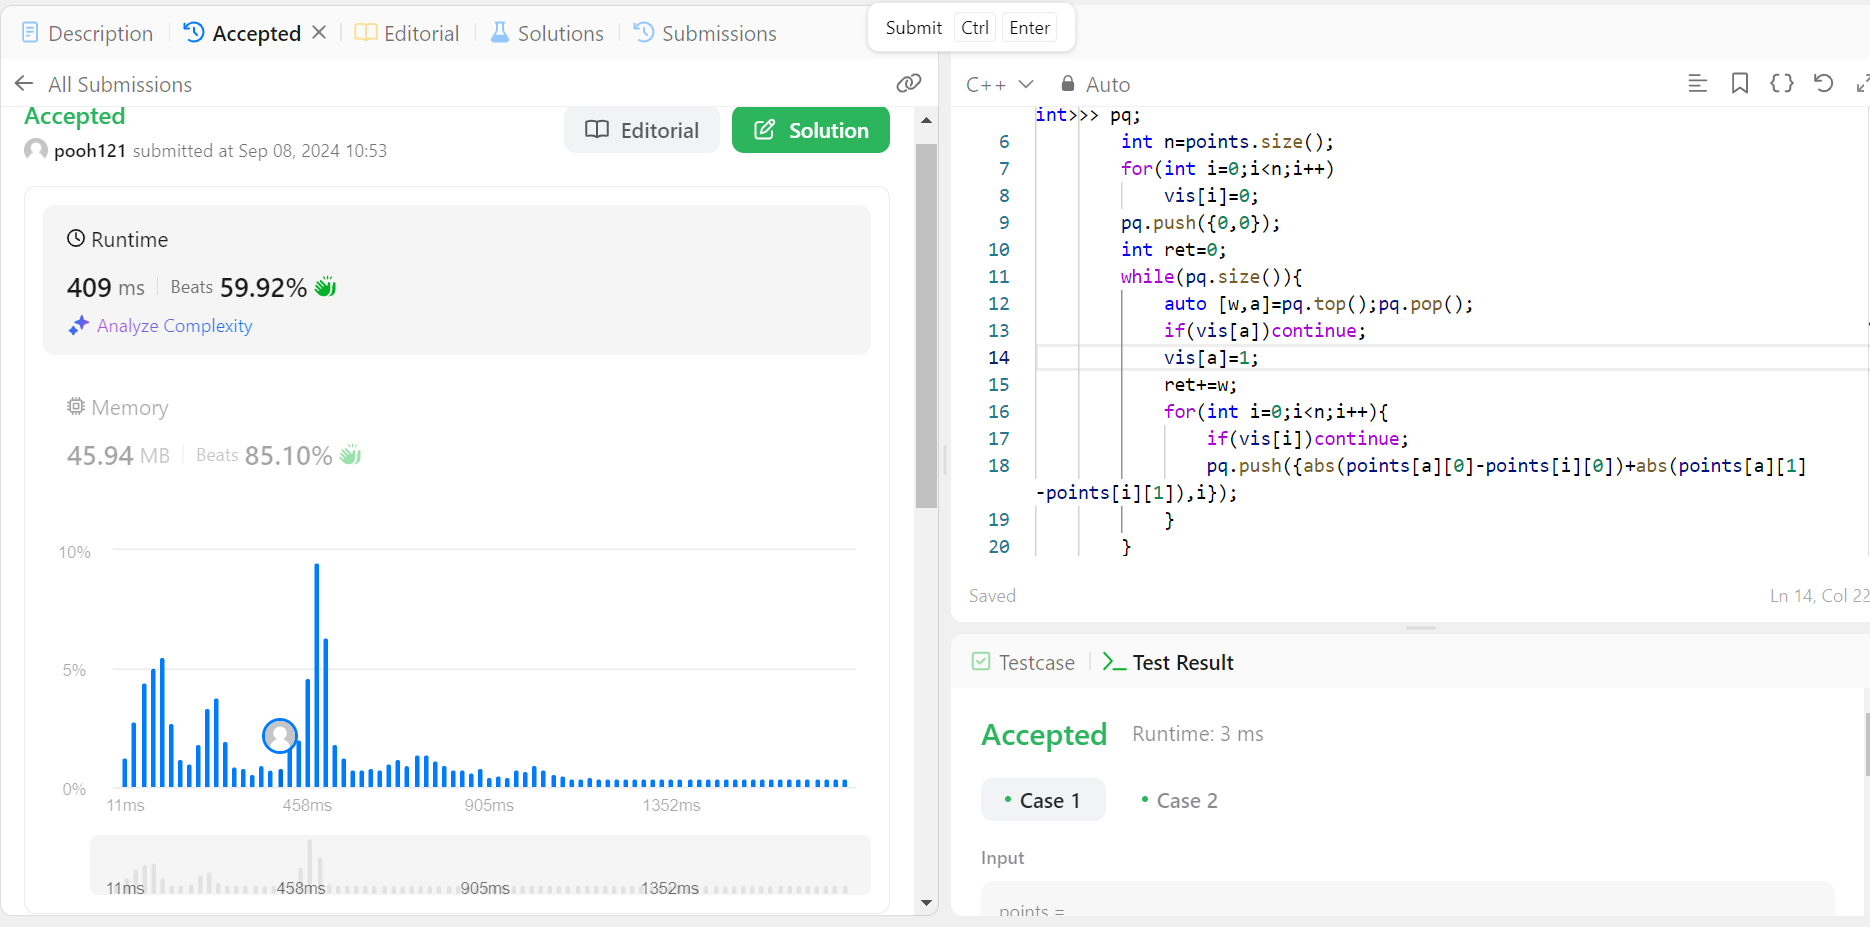 Description
Accepted
Editorial
Solutions
Submissions
Submit Ctrl Enter
All Submissions
Accepted
pooh121 submitted at Sep 08, 2024 10:53
Editorial
Solution
Runtime
409 ms Beats 59.92%
Analyze Complexity
Memory
45.94 MB Beats 85.10%
10%
5%
0%
11ms 458ms 905ms 1352ms
11ms 458ms 905ms 1352ms
C++ Auto
int>>> pq;
6 int n=points.size();
7 for(int i=0;i<n;i++)
8 vis[i]=0;
9 pq.push({0,0});
10 int ret=0;
11 while(pq.size()){
12 auto [w,a]=pq.top();pq.pop();
13 if(vis[a])continue;
14 vis[a]=1;
15 ret+=w;
16 for(int i=0;i<n;i++){
17 if(vis[i])continue;
18 pq.push({abs(points[a][0]-points[i][0])+abs(points[a][1]
-points[i][1]),i});
19 }
20 }
Saved
Ln 14, Col 22
Testcase
>_ Test Result
Accepted Runtime: 3 ms
Case 1
Case 2
Input
points =